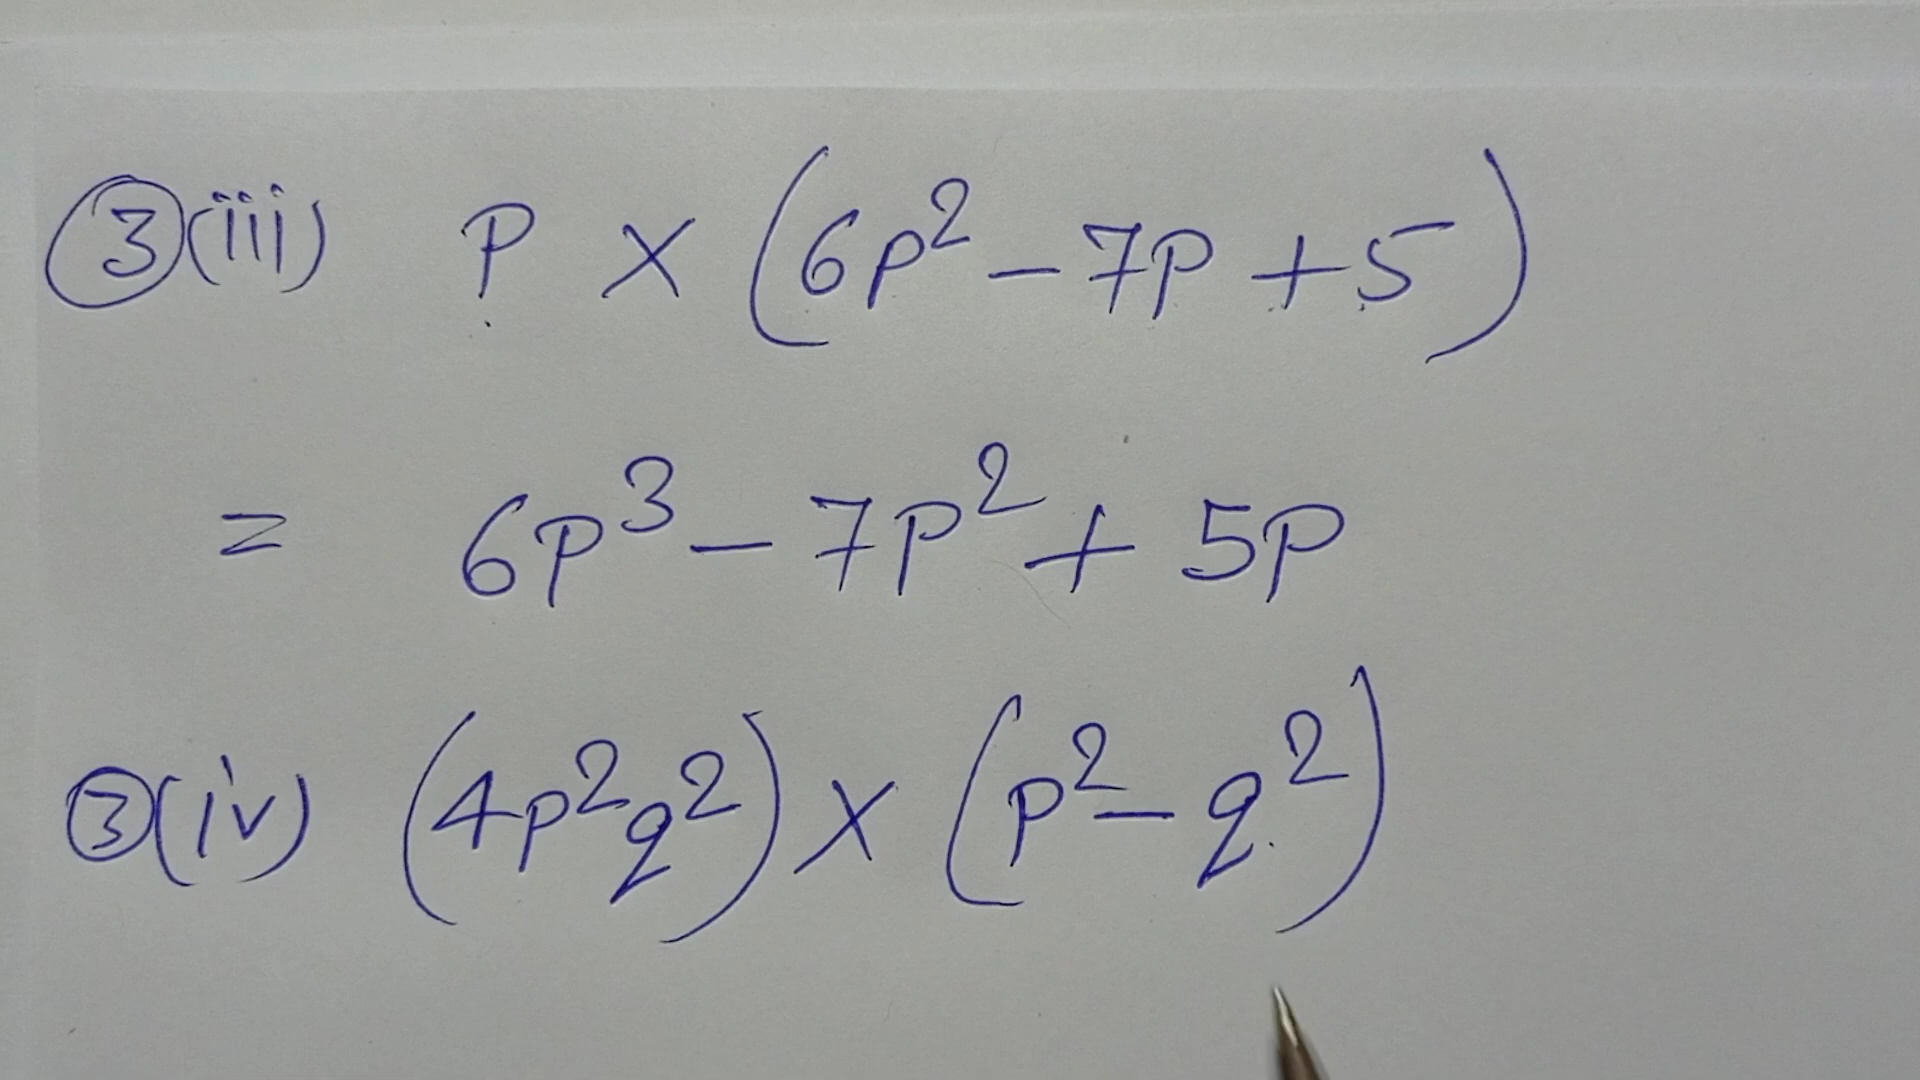 ③(iii) P × (6p² − 7p + 5)
= 6p³ − 7p² + 5p
③(iv) (4p²q²) × (p² − q²)